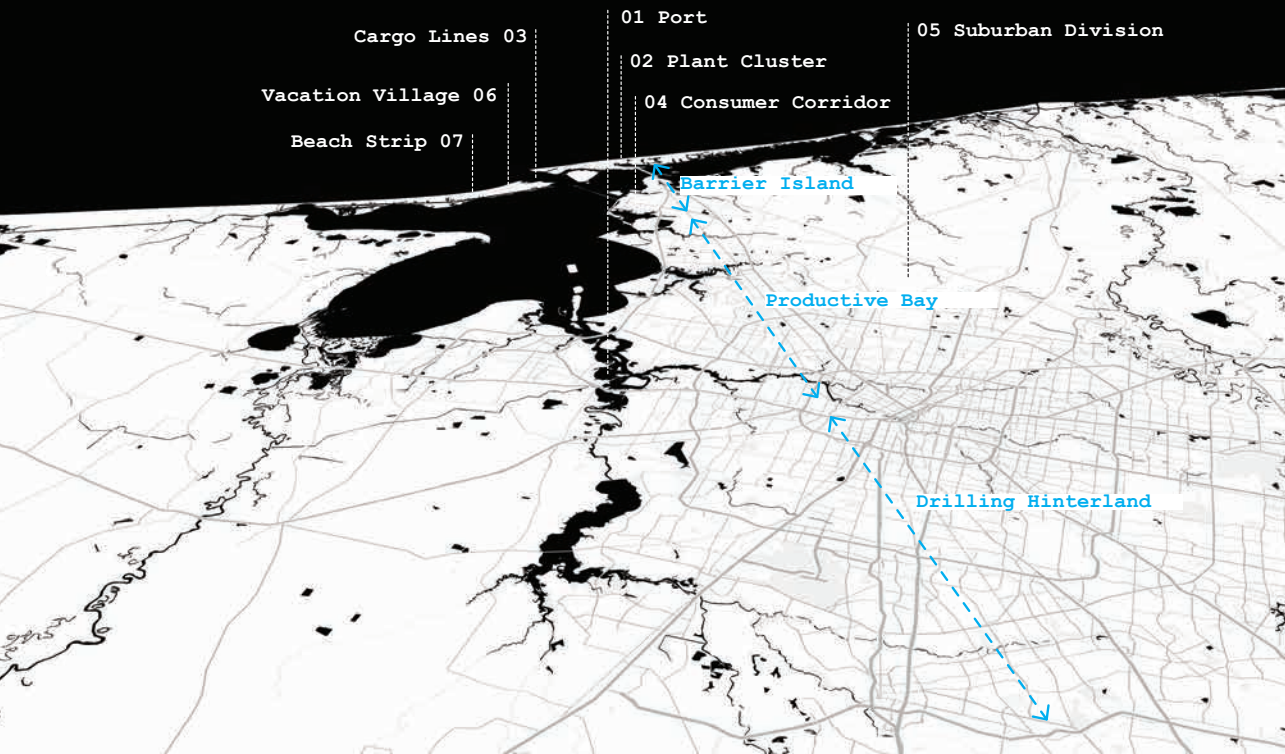 01 Port
05 Suburban Division
Cargo Lines 03
02 Plant Cluster
Vacation Village 06
04 Consumer Corridor
Beach Strip 07
Barrier Island
Productive Bay
Drilling Hinterland